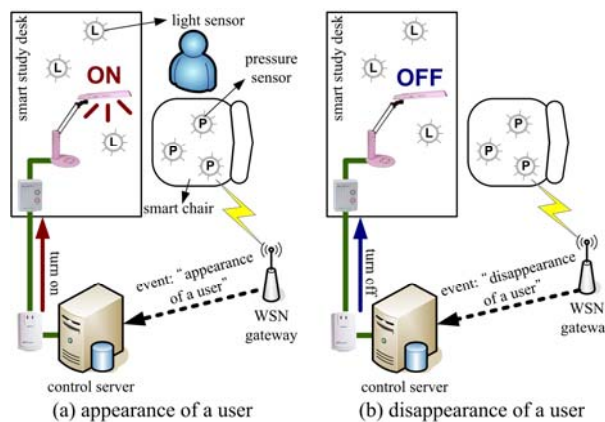 smart study desk
L
light sensor
L
L
ON
L
pressure
sensor
P
P
P
smart chair
turn on
event: “appearance
of a user”
WSN
gateway
control server
(a) appearance of a user
smart study desk
L
L
L
OFF
L
P
P
P
turn off
event: “disappearance
of a user”
WSN
gatewa
control server
(b) disappearance of a user